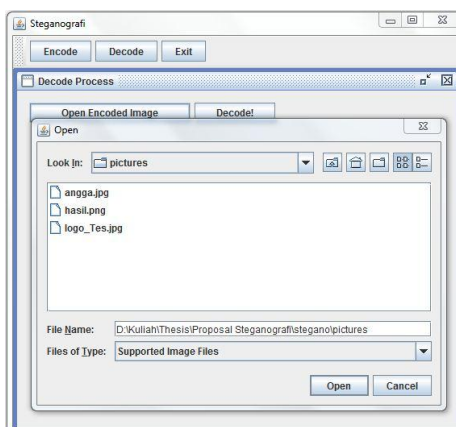 Steganografi
Encode Decode Exit
Decode Process
Open Encoded Image Decode!
Open
Look In: pictures
angga.jpg
hasil.png
logo_Tes.jpg
File Name: D:\Kuliah\Thesis\Proposal Steganografi\stegano\pictures
Files of Type: Supported Image Files
Open Cancel